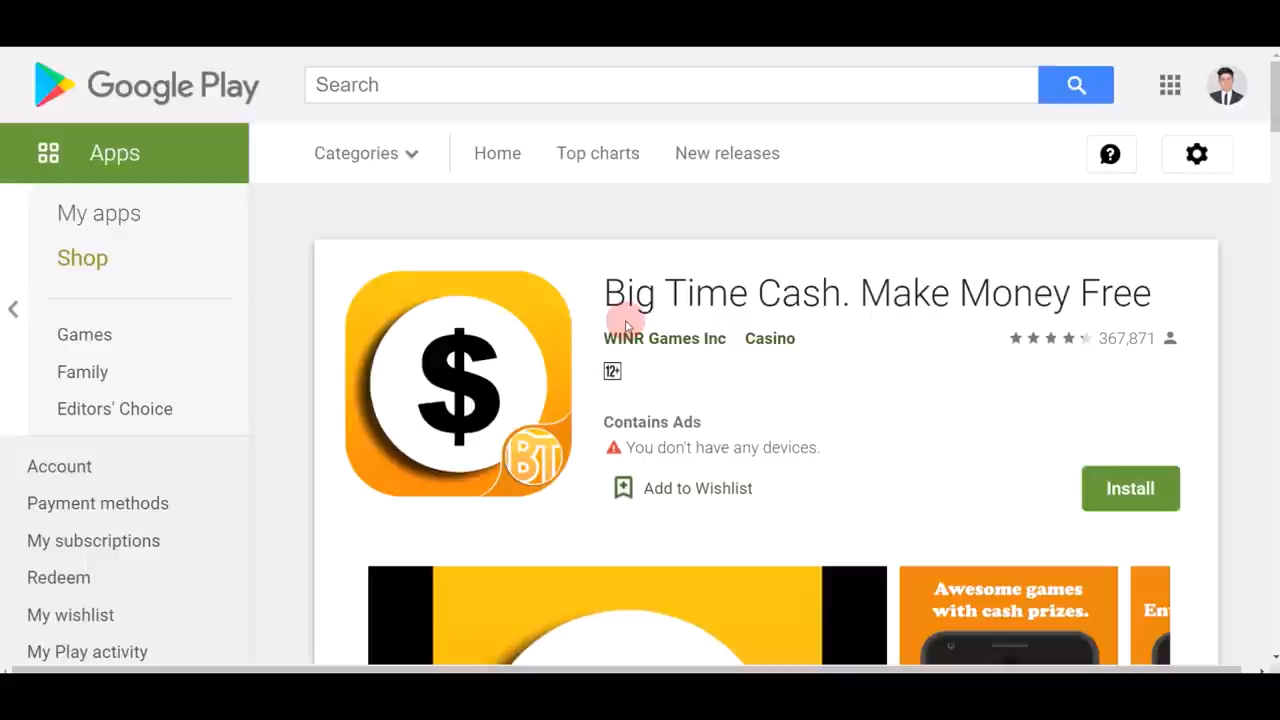 Google Play
Search
Apps
Categories
Home
Top charts
New releases
My apps
Shop
Games
Family
Editors' Choice
Account
Payment methods
My subscriptions
Redeem
My wishlist
My Play activity
$
BT
Big Time Cash. Make Money Free
WINR Games Inc Casino
367,871
12+
Contains Ads
You don't have any devices.
Add to Wishlist
Install
Awesome games
with cash prizes.
En